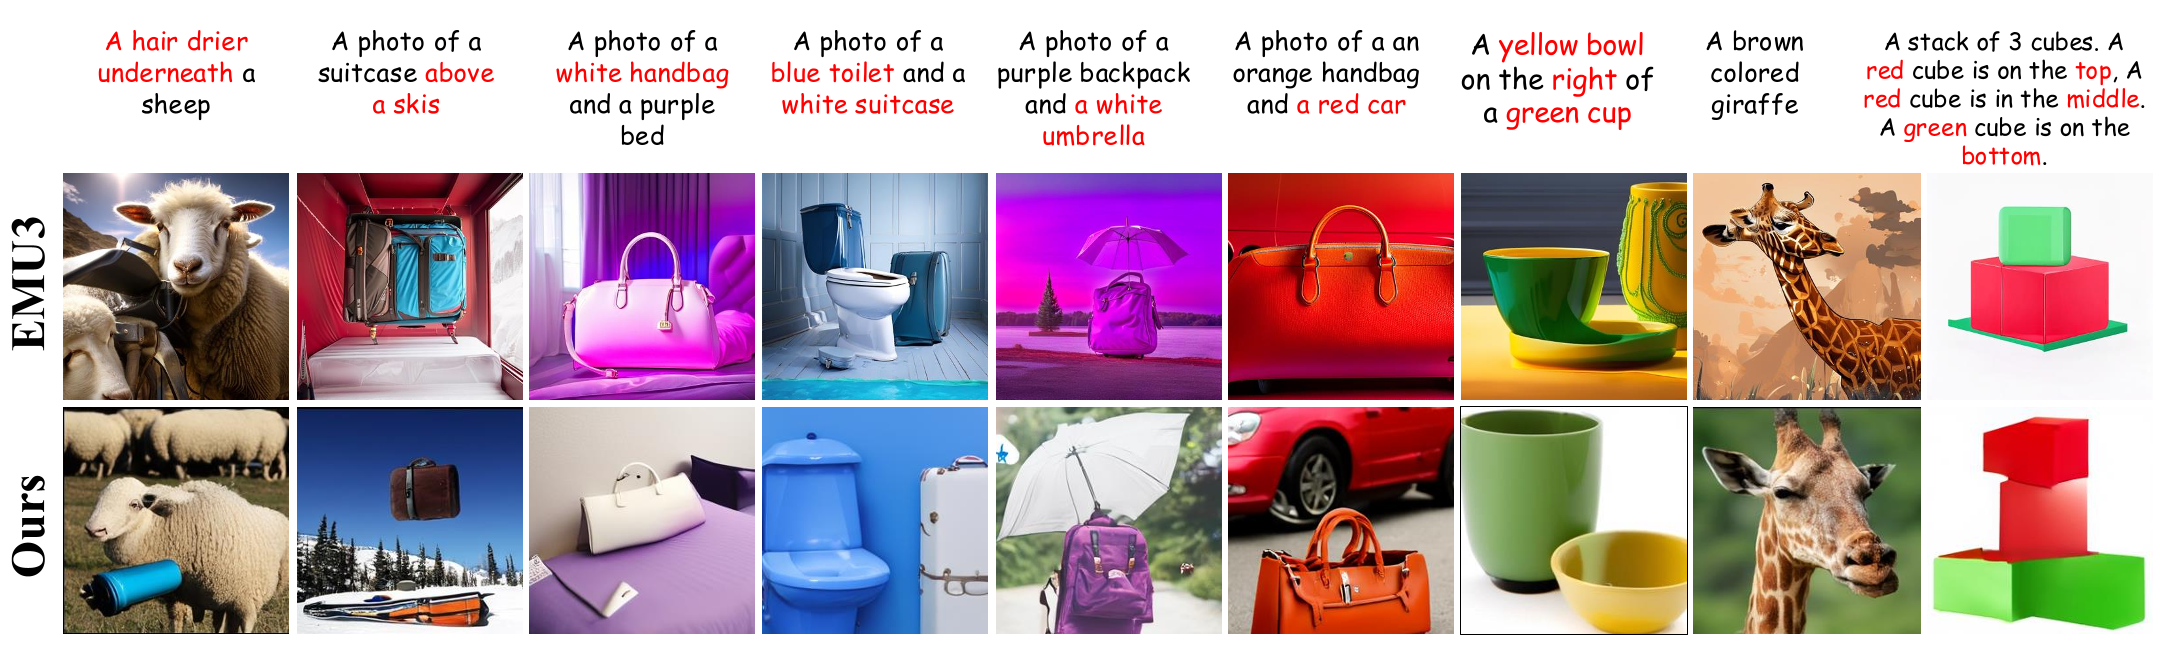 A hair drier
underneath a
sheep
A photo of a
suitcase above
a skis
A photo of a
white handbag
and a purple
bed
A photo of a
blue toilet and a
white suitcase
A photo of a
purple backpack
and a white
umbrella
A photo of a an
orange handbag
and a red car
A yellow bowl
on the right of
a green cup
A brown
colored
giraffe
A stack of 3 cubes. A
red cube is on the top, A
red cube is in the middle.
A green cube is on the
bottom.
EMU3
Ours